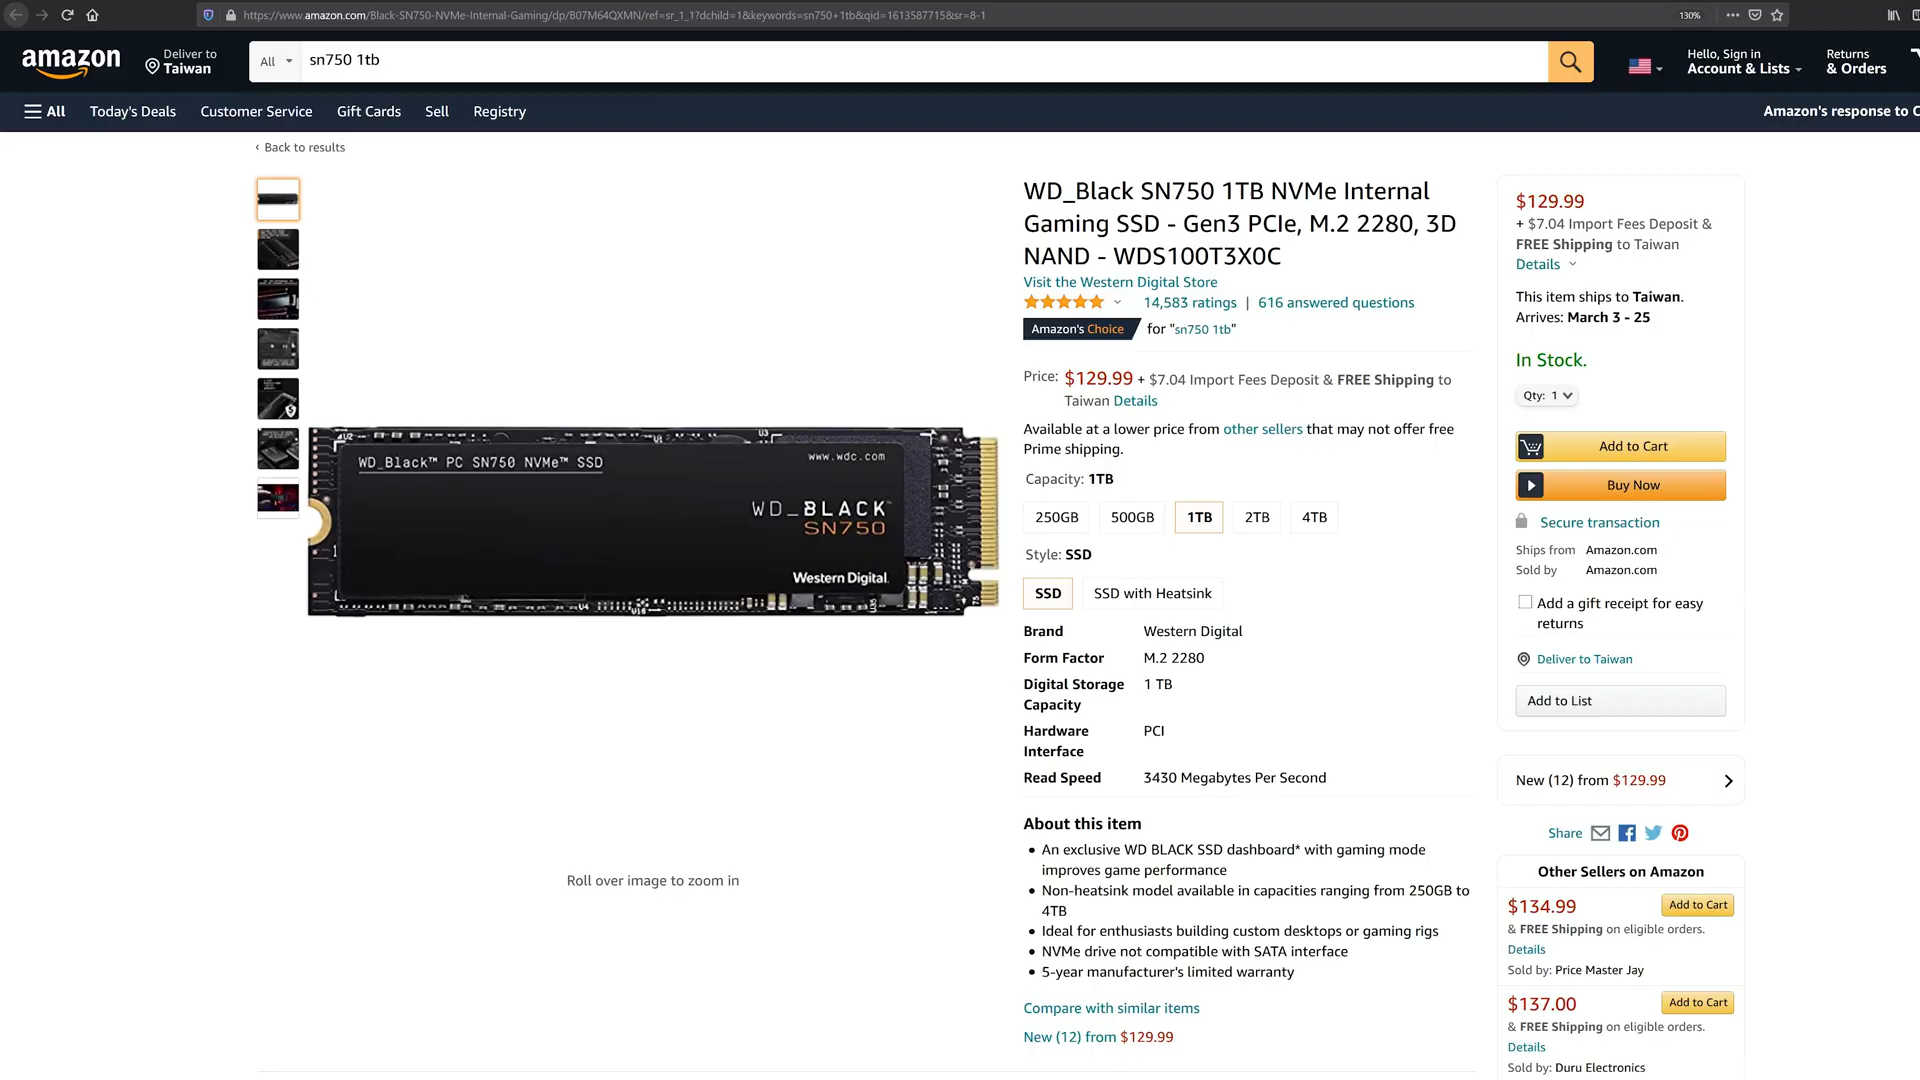 https://www.amazon.com/Black-SN750-NVMe-Internal-Gaming/dp/B07M64QXMN/ref=sr_1_1?dchild=1&keywords=sn750+1tb&qid=1613587715&sr=8-1
130%
amazon
Deliver to
Taiwan
All
sn750 1tb
Hello, Sign in
Account & Lists
Returns
& Orders
All
Today's Deals
Customer Service
Gift Cards
Sell
Registry
Amazon's response to C
‹ Back to results
WD_Black SN750 1TB NVMe Internal
Gaming SSD - Gen3 PCIe, M.2 2280, 3D
NAND - WDS100T3X0C
Visit the Western Digital Store
14,583 ratings | 616 answered questions
Amazon's Choice for "sn750 1tb"
Price: $129.99 + $7.04 Import Fees Deposit & FREE Shipping to
Taiwan Details
Available at a lower price from other sellers that may not offer free
Prime shipping.
Capacity: 1TB
250GB
500GB
1TB
2TB
4TB
Style: SSD
SSD
SSD with Heatsink
Brand Western Digital
Form Factor M.2 2280
Digital Storage 1 TB
Capacity
Hardware PCI
Interface
Read Speed 3430 Megabytes Per Second
About this item
• An exclusive WD BLACK SSD dashboard* with gaming mode
improves game performance
• Non-heatsink model available in capacities ranging from 250GB to
4TB
• Ideal for enthusiasts building custom desktops or gaming rigs
• NVMe drive not compatible with SATA interface
• 5-year manufacturer's limited warranty
Compare with similar items
New (12) from $129.99
WD_Black™ PC SN750 NVMe™ SSD
www.wdc.com
WD_BLACK™
SN750
Western Digital.
U2
U1
U3
U4
Roll over image to zoom in
$129.99
+ $7.04 Import Fees Deposit &
FREE Shipping to Taiwan
Details
This item ships to Taiwan.
Arrives: March 3 - 25
In Stock.
Qty: 1
Add to Cart
Buy Now
Secure transaction
Ships from Amazon.com
Sold by Amazon.com
Add a gift receipt for easy
returns
Deliver to Taiwan
Add to List
New (12) from $129.99
Share
Other Sellers on Amazon
$134.99
Add to Cart
& FREE Shipping on eligible orders.
Details
Sold by: Price Master Jay
$137.00
Add to Cart
& FREE Shipping on eligible orders.
Details
Sold by: Duru Electronics